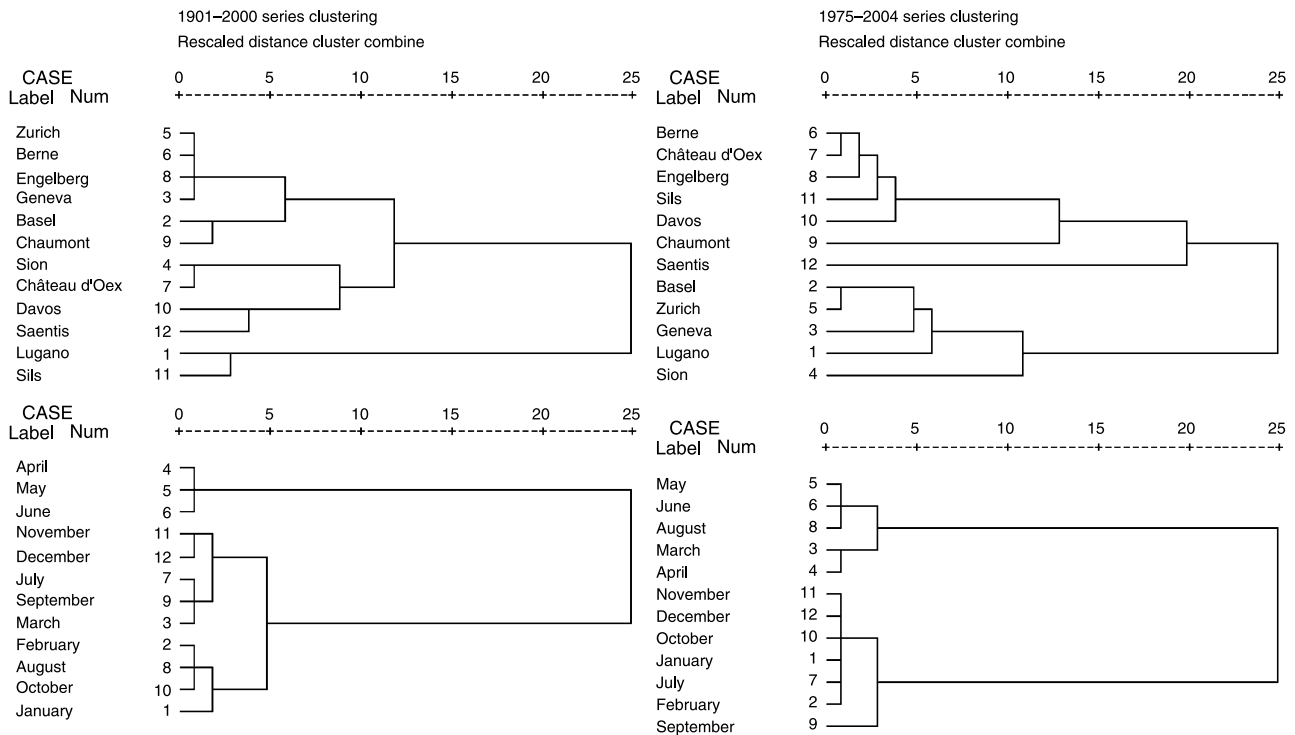 1901–2000 series clustering
Rescaled distance cluster combine
CASE 0 5 10 15 20 25
Label Num
Zurich 5
Berne 6
Engelberg 8
Geneva 3
Basel 2
Chaumont 9
Sion 4
Château d'Oex 7
Davos 10
Saentis 12
Lugano 1
Sils 11
CASE 0 5 10 15 20 25
Label Num
April 4
May 5
June 6
November 11
December 12
July 7
September 9
March 3
February 2
August 8
October 10
January 1
1975–2004 series clustering
Rescaled distance cluster combine
CASE 0 5 10 15 20 25
Label Num
Berne 6
Château d'Oex 7
Engelberg 8
Sils 11
Davos 10
Chaumont 9
Saentis 12
Basel 2
Zurich 5
Geneva 3
Lugano 1
Sion 4
CASE 0 5 10 15 20 25
Label Num
May 5
June 6
August 8
March 3
April 4
November 11
December 12
October 10
January 1
July 7
February 2
September 9